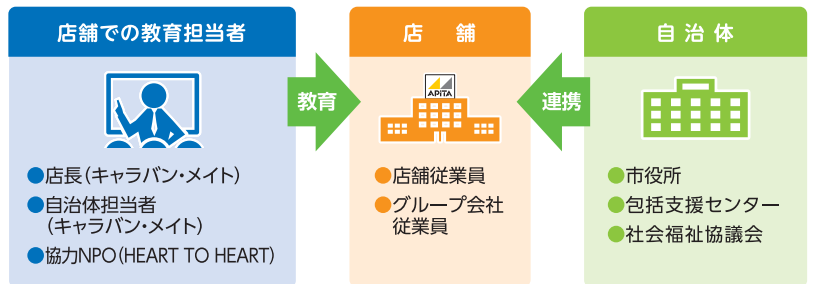 店舗での教育担当者
●店長(キャラバン・メイト)
●自治体担当者
(キャラバン・メイト)
●協力NPO(HEART TO HEART)
教育
店舗
APiTA
●店舗従業員
●グループ会社
従業員
連携
自治体
●市役所
●包括支援センター
●社会福祉協議会